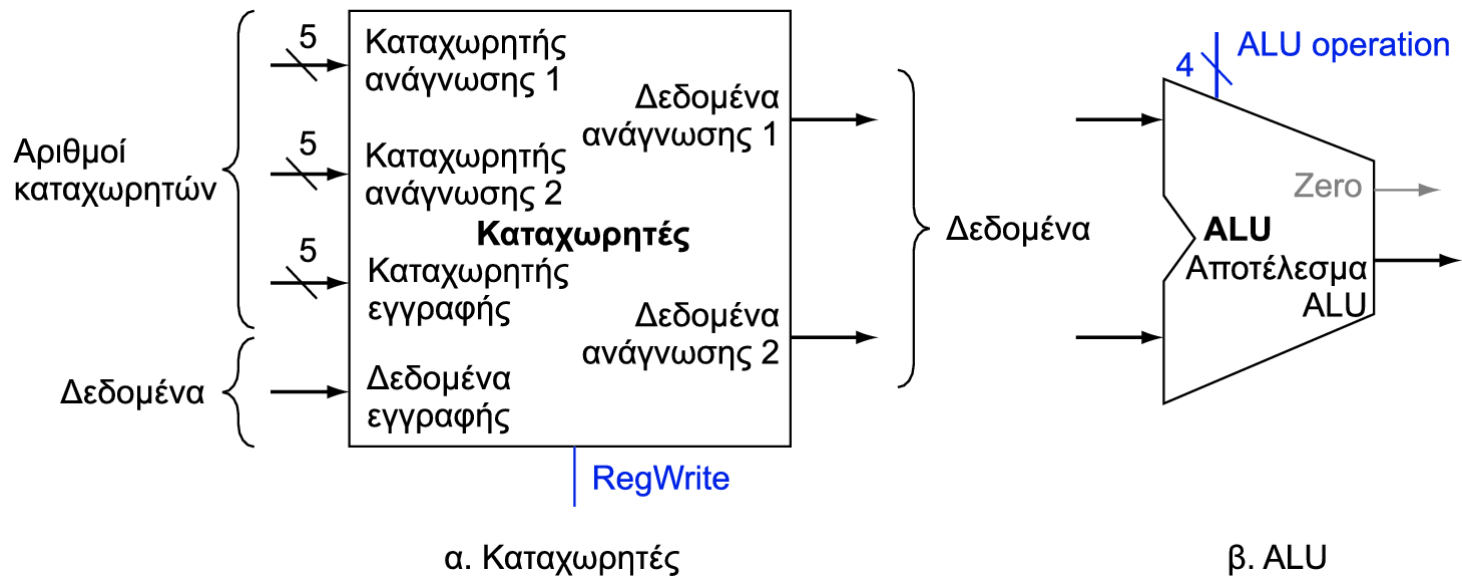 Αριθμοί
καταχωρητών
Δεδομένα
5
5
5
Καταχωρητής
ανάγνωσης 1
Καταχωρητής
ανάγνωσης 2
Καταχωρητές
Καταχωρητής
εγγραφής
Δεδομένα
εγγραφής
Δεδομένα
ανάγνωσης 1
Δεδομένα
ανάγνωσης 2
RegWrite
Δεδομένα
α. Καταχωρητές
4
ALU operation
Zero
ALU
Αποτέλεσμα
ALU
β. ALU